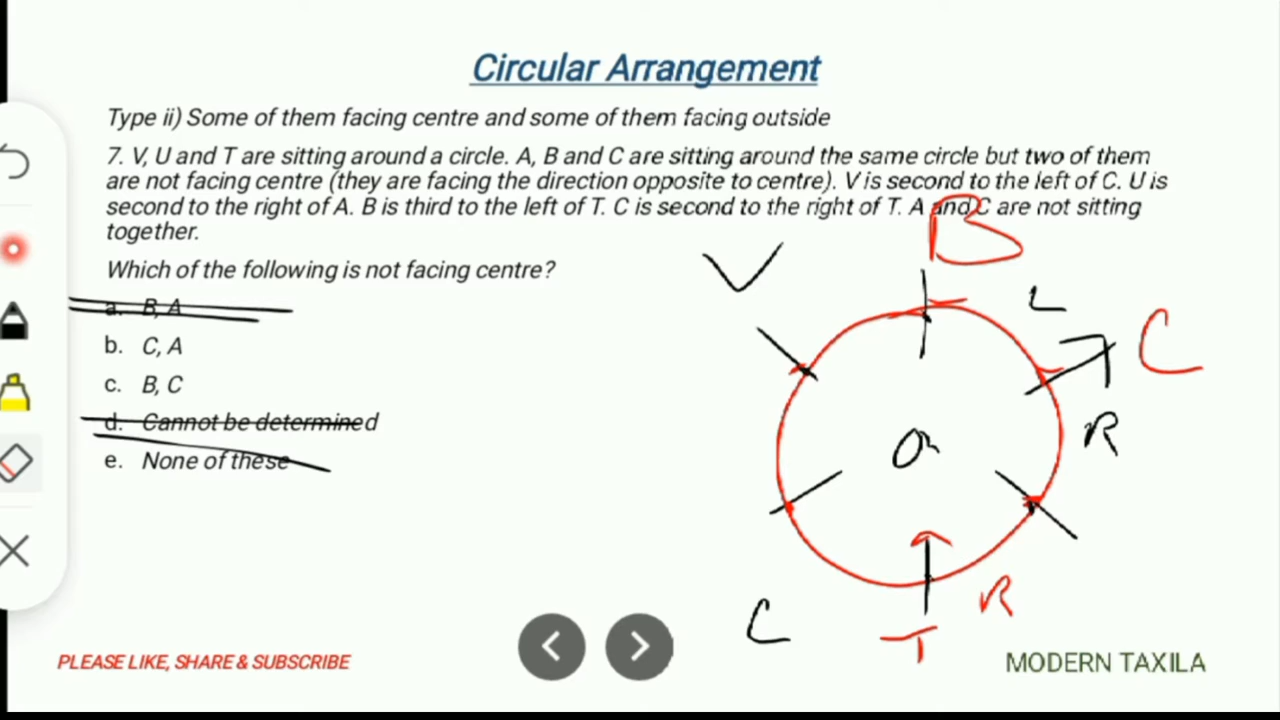 Circular Arrangement
Type ii) Some of them facing centre and some of them facing outside
7. V, U and T are sitting around a circle. A, B and C are sitting around the same circle but two of them
are not facing centre (they are facing the direction opposite to centre). V is second to the left of C. U is
second to the right of A. B is third to the left of T. C is second to the right of T. A and C are not sitting
together.
Which of the following is not facing centre?
a. B, A
b. C, A
c. B, C
d. Cannot be determined
e. None of these
B
V
L
C
R
R
T
PLEASE LIKE, SHARE & SUBSCRIBE
MODERN TAXILA